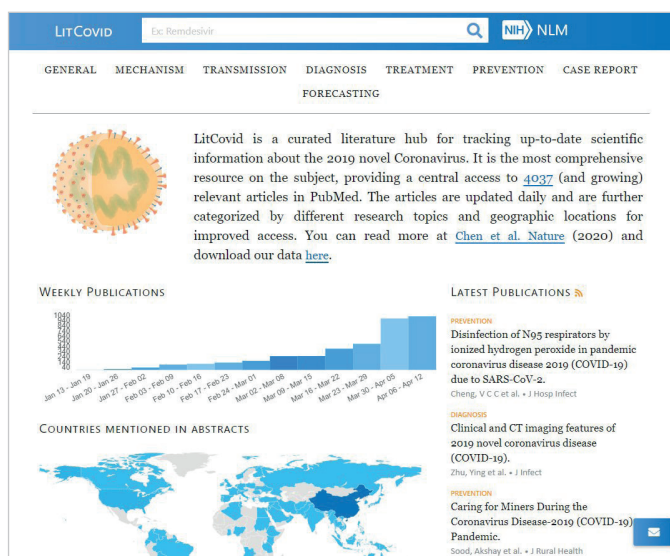 LitCovid
Ex: Remdesivir
NIH NLM
GENERAL MECHANISM TRANSMISSION DIAGNOSIS TREATMENT PREVENTION CASE REPORT
FORECASTING
LitCovid is a curated literature hub for tracking up-to-date scientific
information about the 2019 novel Coronavirus. It is the most comprehensive
resource on the subject, providing a central access to 4037 (and growing)
relevant articles in PubMed. The articles are updated daily and are further
categorized by different research topics and geographic locations for
improved access. You can read more at Chen et al. Nature (2020) and
download our data here.
Weekly Publications
1040
940
840
740
640
540
440
340
240
140
40
Jan 13 - Jan 19
Jan 20 - Jan 26
Jan 27 - Feb 02
Feb 03 - Feb 09
Feb 10 - Feb 16
Feb 17 - Feb 23
Feb 24 - Mar 01
Mar 02 - Mar 08
Mar 09 - Mar 15
Mar 16 - Mar 22
Mar 23 - Mar 29
Mar 30 - Apr 05
Apr 06 - Apr 12
Countries mentioned in abstracts
Latest Publications
PREVENTION
Disinfection of N95 respirators by
ionized hydrogen peroxide in pandemic
coronavirus disease 2019 (COVID-19)
due to SARS-CoV-2.
Cheng, V C C et al. • J Hosp Infect
DIAGNOSIS
Clinical and CT imaging features of
2019 novel coronavirus disease
(COVID-19).
Zhu, Ying et al. • J Infect
PREVENTION
Caring for Miners During the
Coronavirus Disease-2019 (COVID-19)
Pandemic.
Sood, Akshay et al. • J Rural Health